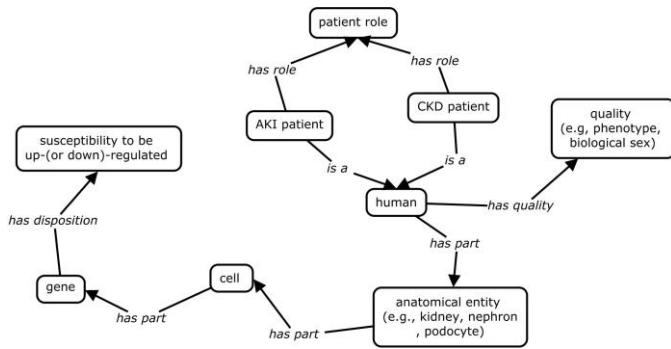 patient role
has role
has role
AKI patient
CKD patient
quality
(e.g, phenotype,
biological sex)
susceptibility to be
up-(or down)-regulated
is a
is a
human
has quality
has disposition
has part
gene
cell
anatomical entity
(e.g., kidney, nephron
, podocyte)
has part
has part